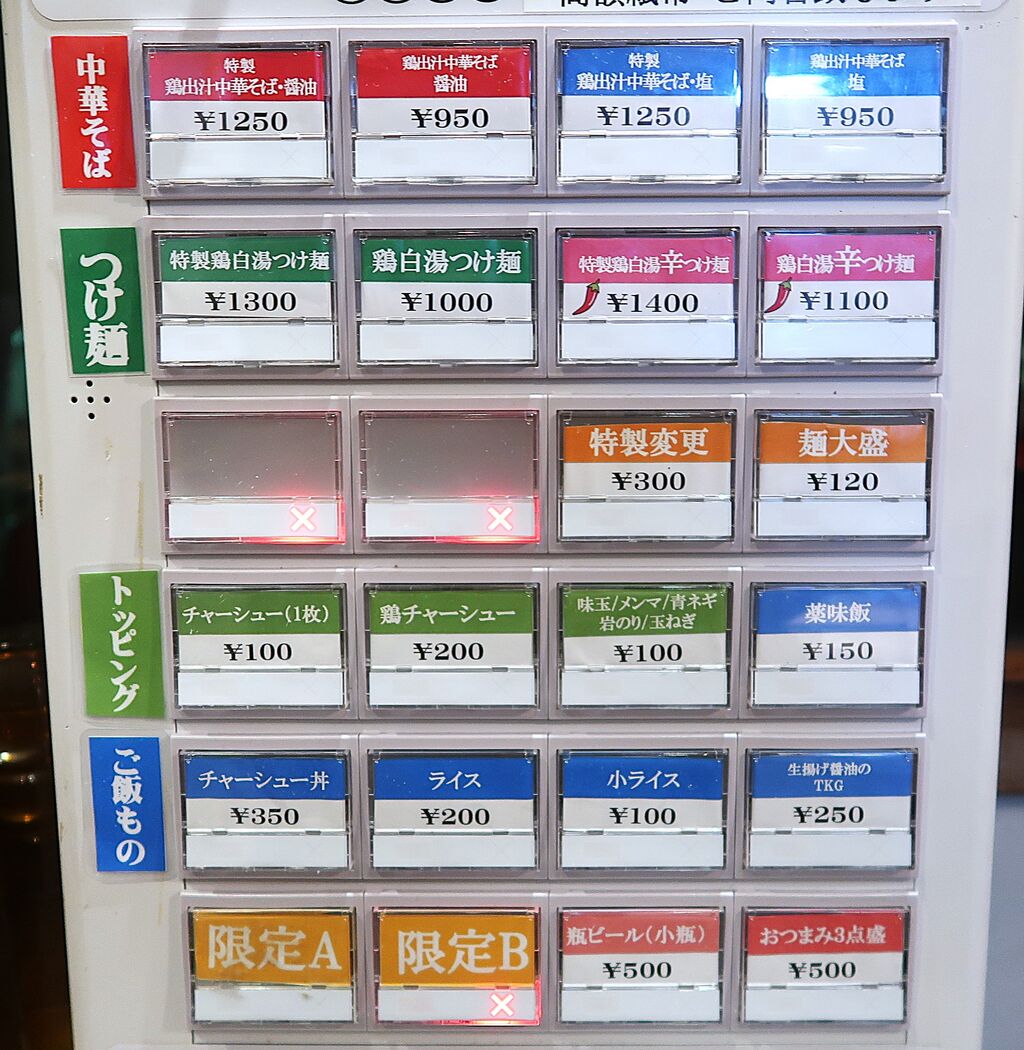 中華そば
特製
鶏出汁中華そば・醤油
¥1250
鶏出汁中華そば
醤油
¥950
特製
鶏出汁中華そば・塩
¥1250
鶏出汁中華そば
塩
¥950
つけ麺
特製鶏白湯つけ麺
¥1300
鶏白湯つけ麺
¥1000
特製鶏白湯辛つけ麺
¥1400
鶏白湯辛つけ麺
¥1100
特製変更
¥300
麺大盛
¥120
トッピング
チャーシュー(1枚)
¥100
鶏チャーシュー
¥200
味玉/メンマ/青ネギ
岩のり/玉ねぎ
¥100
薬味飯
¥150
ご飯もの
チャーシュー丼
¥350
ライス
¥200
小ライス
¥100
生揚げ醤油の
TKG
¥250
限定A
限定B
瓶ビール(小瓶)
¥500
おつまみ3点盛
¥500